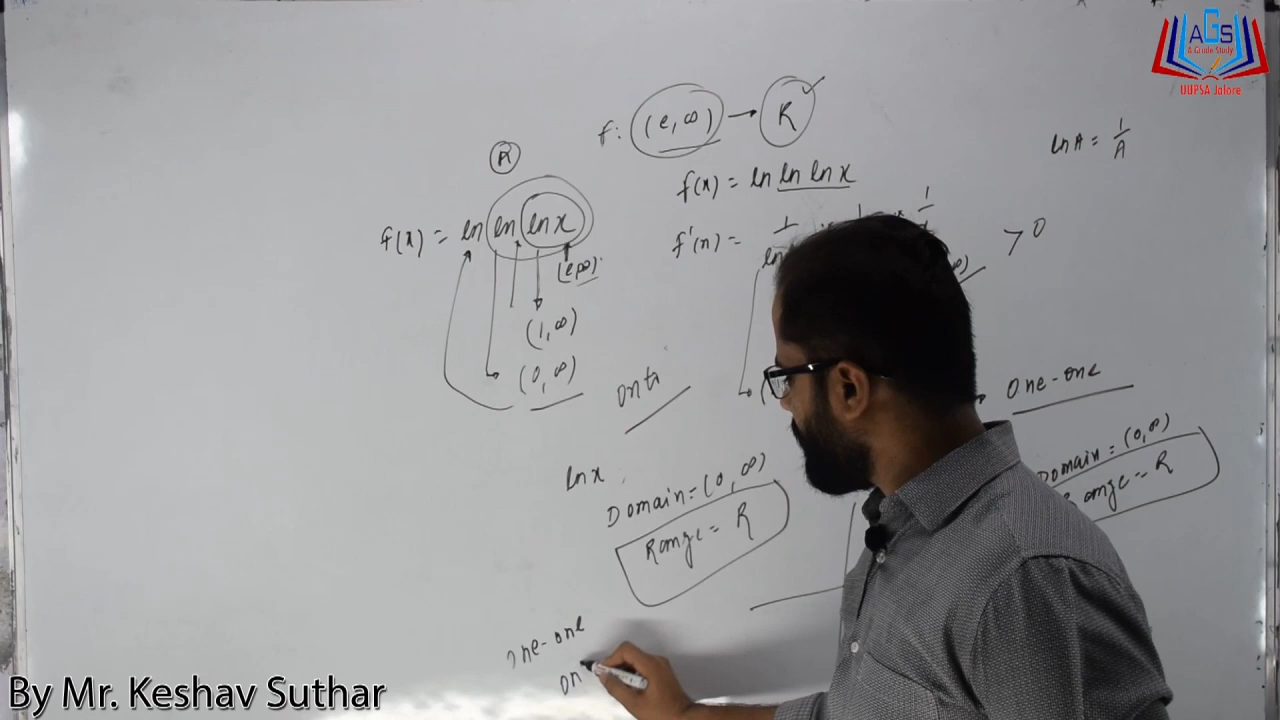 AGS
A Guide Study
UUPSA Jalore
f: (e, ∞) → R ✓
ln A = 1/A
f(x) = ln ln ln x
R
f(x) = ln ln ln x
f'(x) =
> 0
(e, ∞)
(1, ∞)
(0, ∞)
onto
one-one
ln x
Domain = (0, ∞)
Range = R
Domain = (0, ∞)
Range = R
one-one
on
By Mr. Keshav Suthar